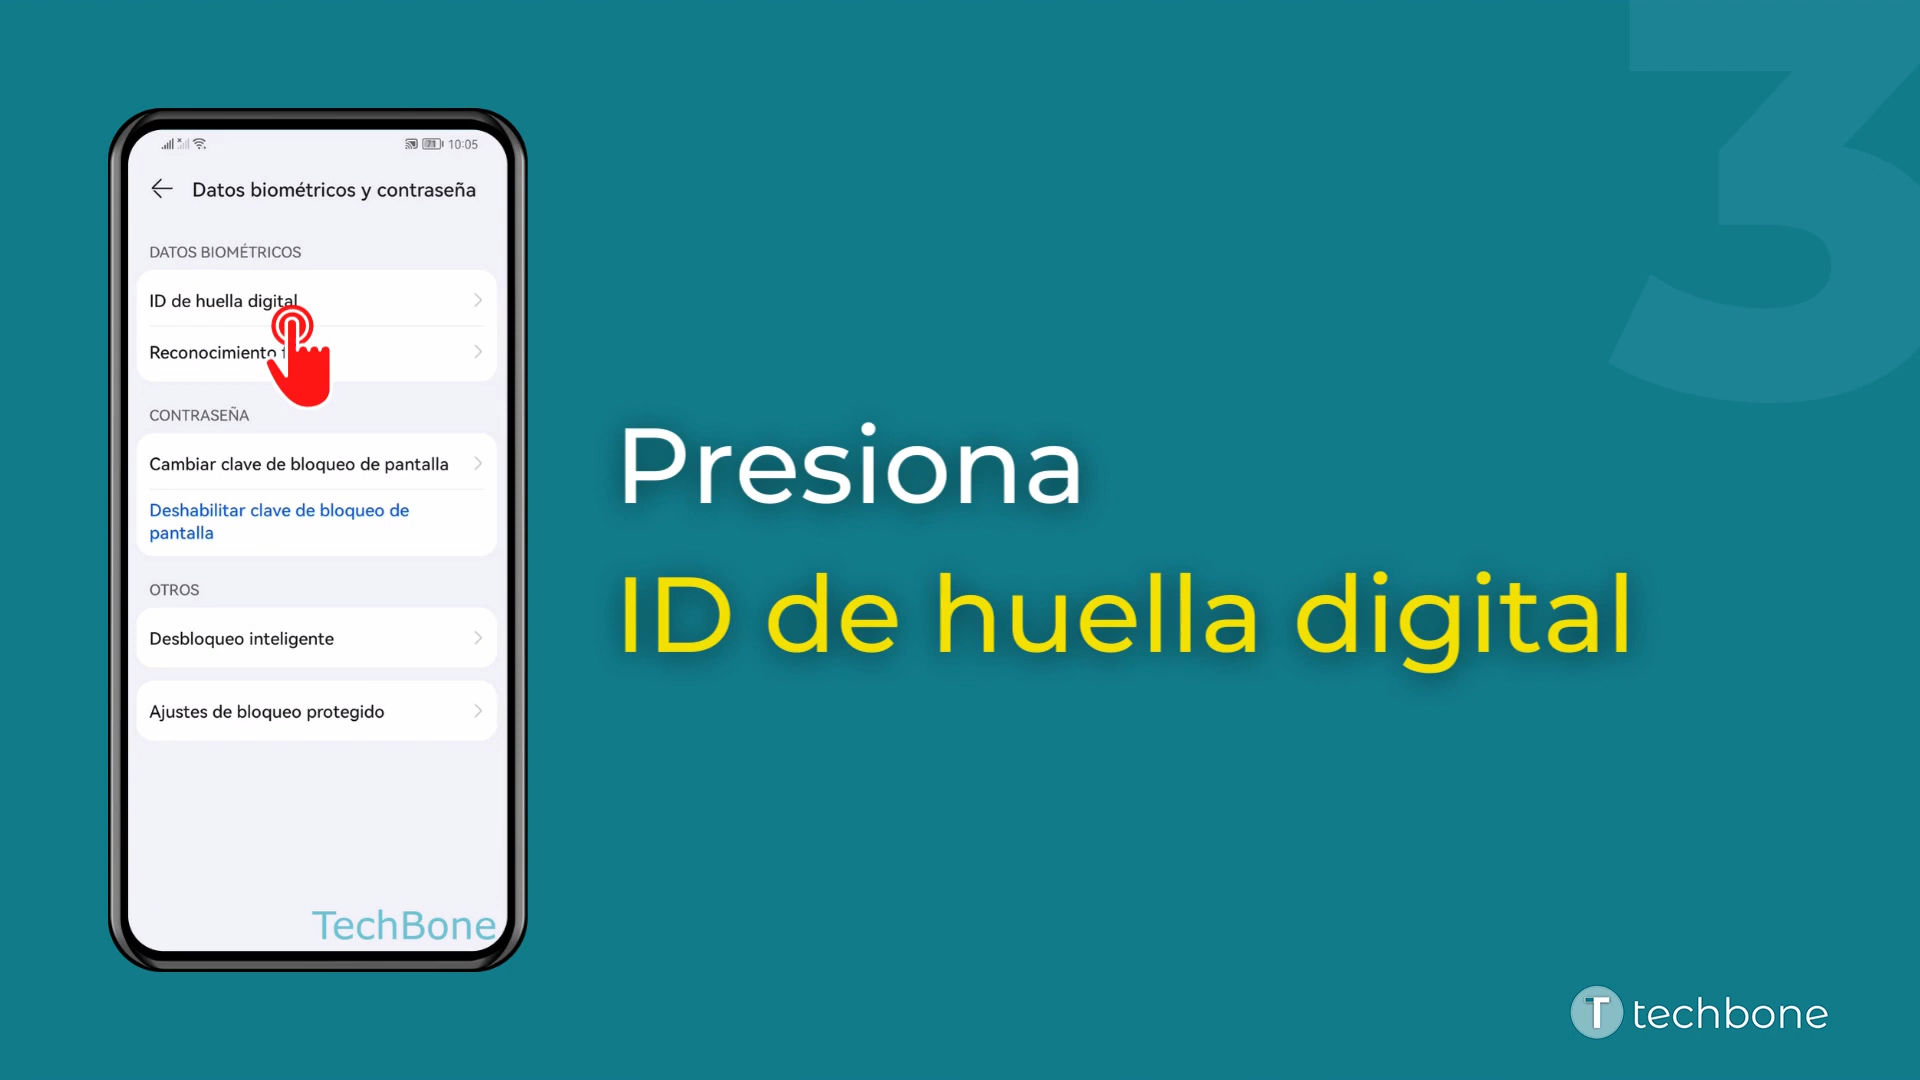 3
10:05
Datos biométricos y contraseña
DATOS BIOMÉTRICOS
ID de huella digital
Reconocimiento
CONTRASEÑA
Cambiar clave de bloqueo de pantalla
Deshabilitar clave de bloqueo de
pantalla
OTROS
Desbloqueo inteligente
Ajustes de bloqueo protegido
TechBone
Presiona
ID de huella digital
T techbone